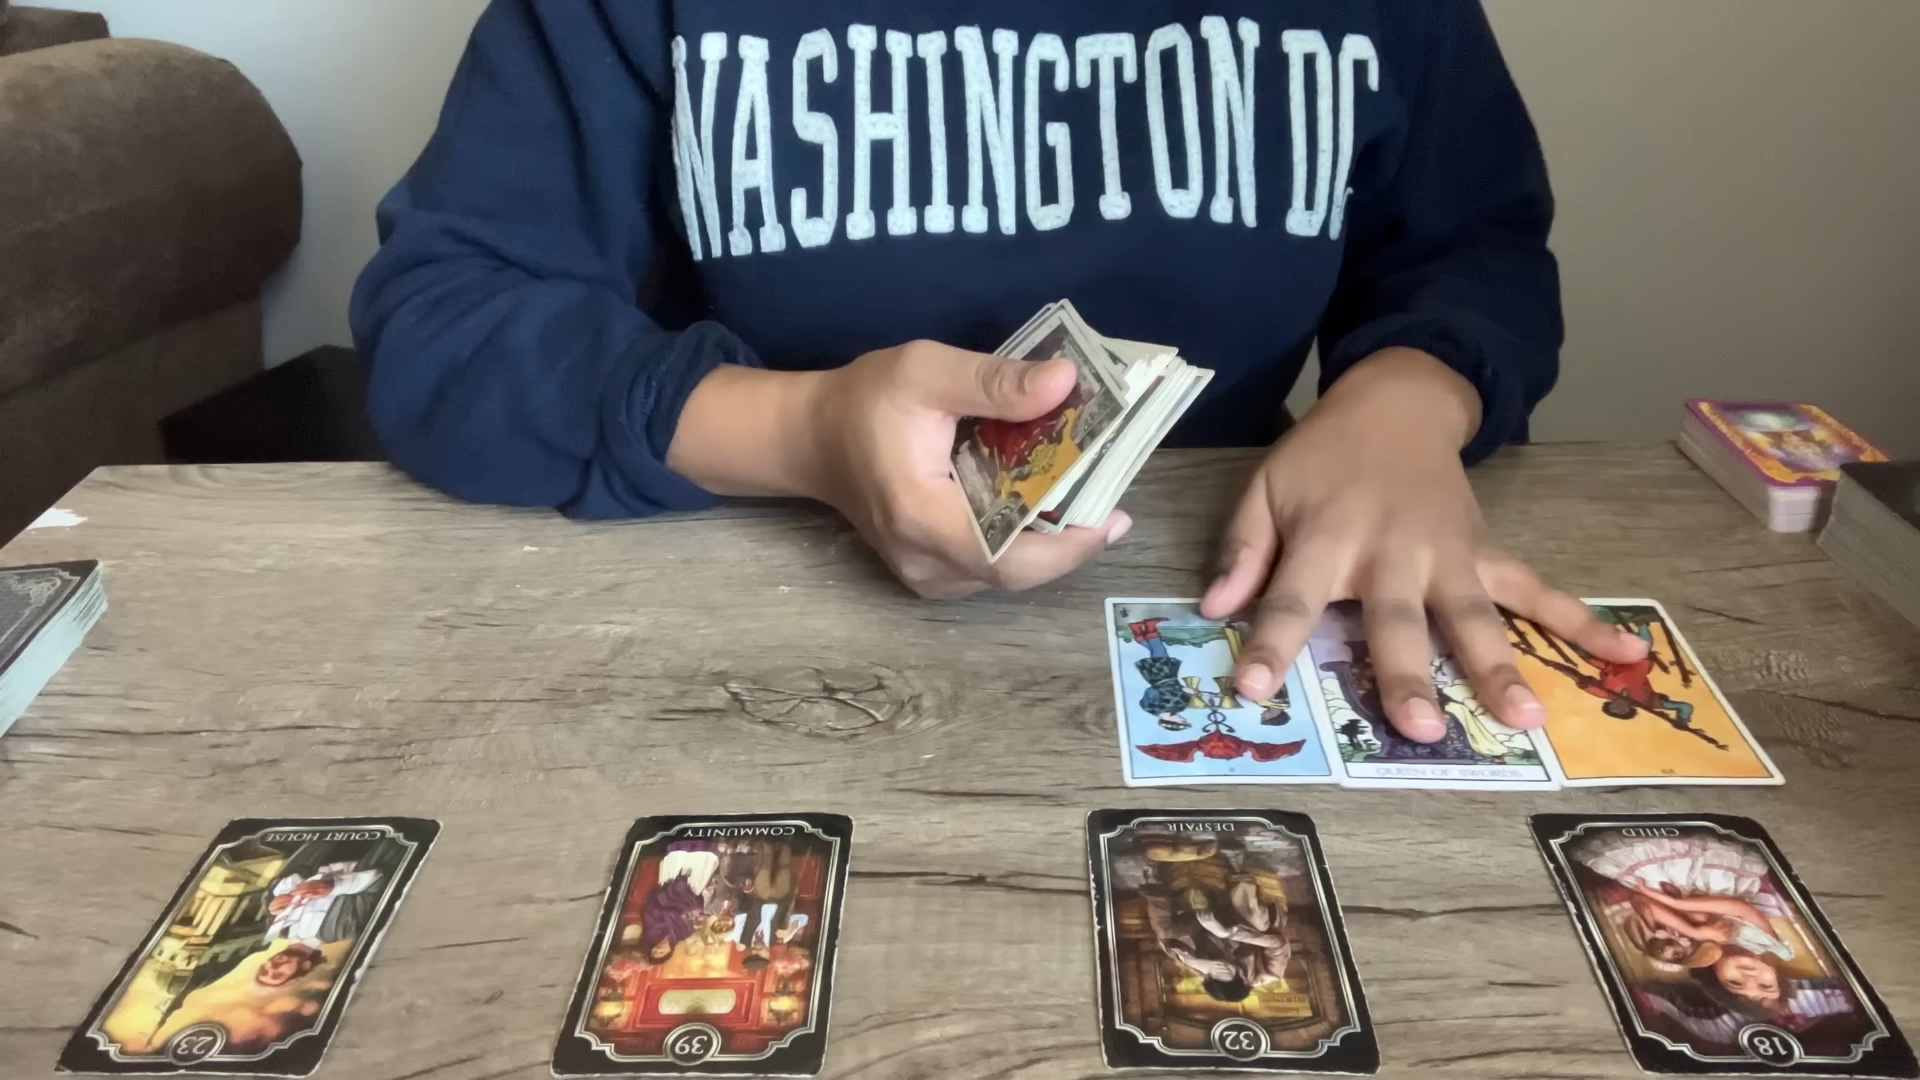 WASHINGTON DC
QUEEN OF SWORDS
COURT HOUSE
23
COMMUNITY
39
DESPAIR
32
CHILD
18